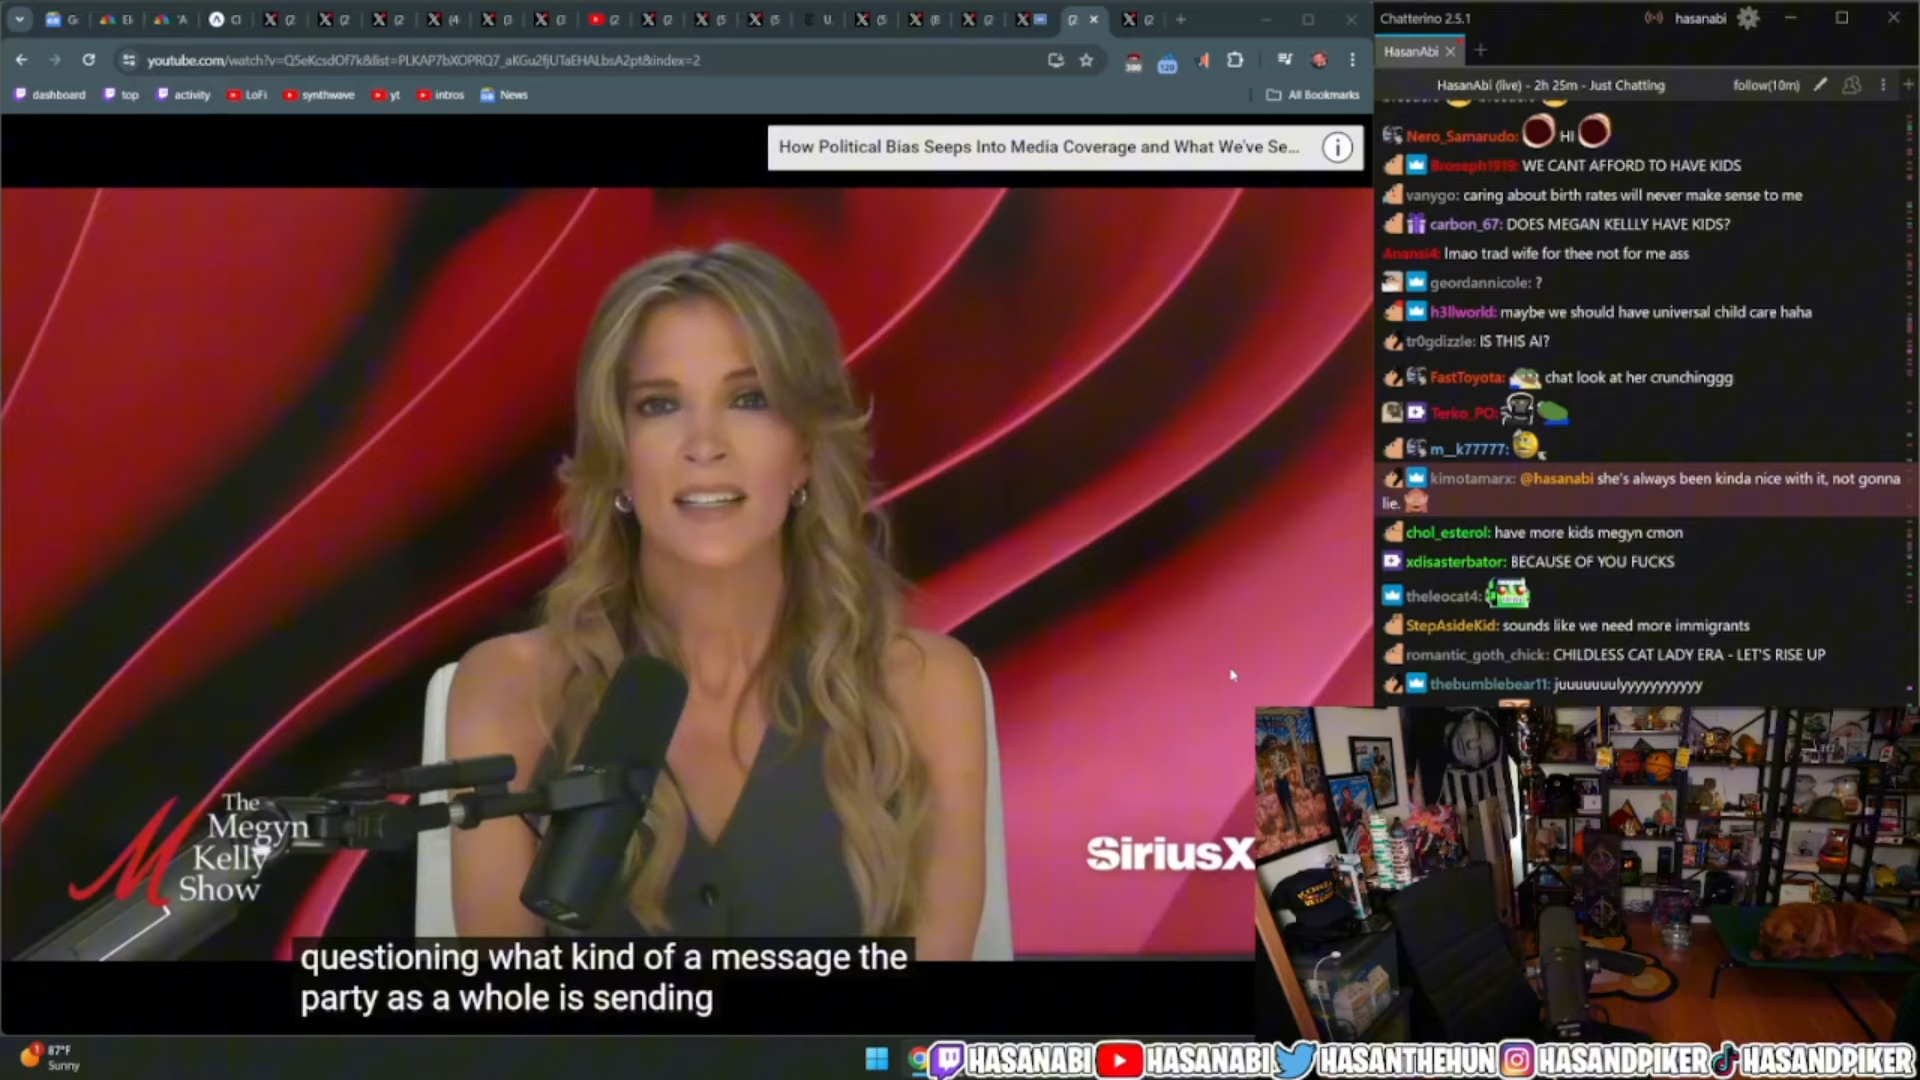 Chatterino 2.5.1
hasanabi
youtube.com/watch?v=Q5eKcsdOf7k&list=PLKAP7bXOPRQ7_aKGu2fjUTaEHALbsA2pt&index=2
HasanAbi
dashboard
top
activity
LoFi
synthwave
yt
intros
News
All Bookmarks
HasanAbi (live) - 2h 25m - Just Chatting
follow(10m)
How Political Bias Seeps Into Media Coverage and What We've Se...
Nero_Samarudo: HI
Broseph1919: WE CANT AFFORD TO HAVE KIDS
vanygo: caring about birth rates will never make sense to me
carbon_67: DOES MEGAN KELLLY HAVE KIDS?
Anansi4: lmao trad wife for thee not for me ass
geordannicole: ?
h3llworld: maybe we should have universal child care haha
tr0gdizzle: IS THIS AI?
FastToyota: chat look at her crunchinggg
Terko_PO:
m__k77777:
kimotamarx: @hasanabi she's always been kinda nice with it, not gonna
lie.
chol_esterol: have more kids megyn cmon
xdisasterbator: BECAUSE OF YOU FUCKS
theleocat4:
StepAsideKid: sounds like we need more immigrants
romantic_goth_chick: CHILDLESS CAT LADY ERA - LET'S RISE UP
thebumblebear11: juuuuuuulyyyyyyyyyyy
The
Megyn
Kelly
Show
SiriusX
questioning what kind of a message the
party as a whole is sending
87°F
Sunny
HASANABI
HASANABI
HASANTHEHUN
HASANDPIKER
HASANDPIKER